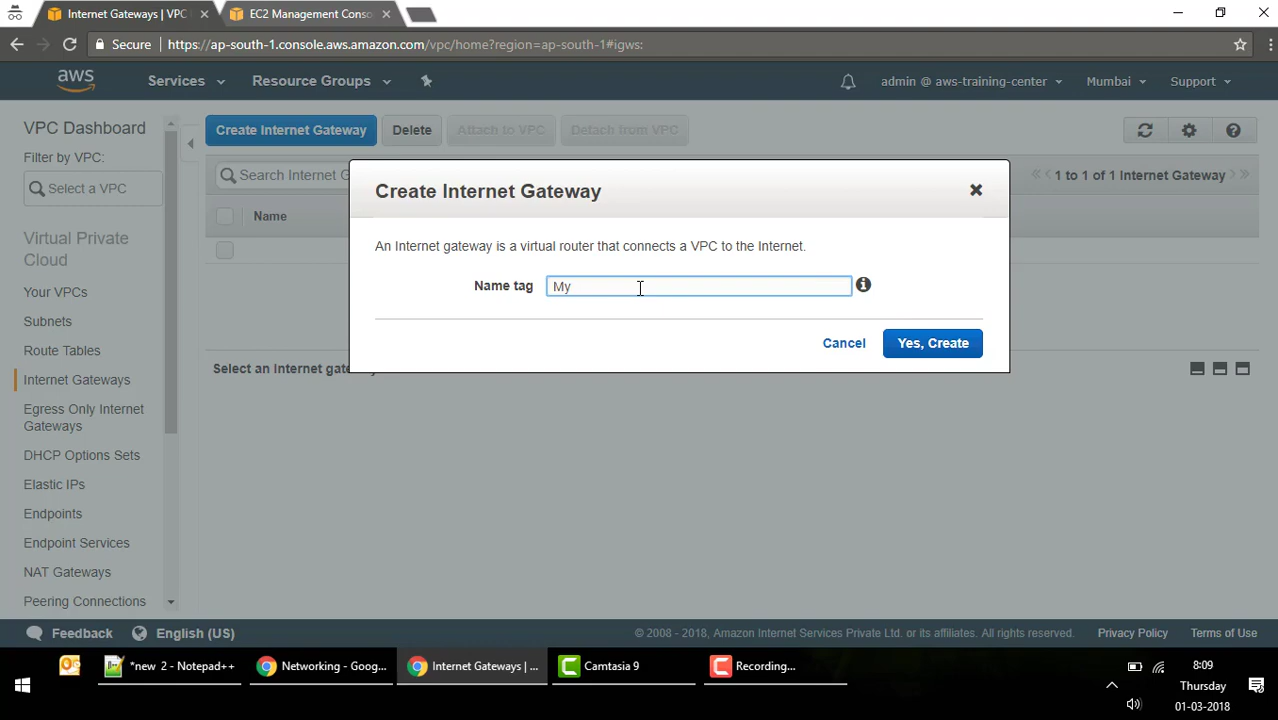 Internet Gateways | VPC
EC2 Management Conso
Secure
https://ap-south-1.console.aws.amazon.com/vpc/home?region=ap-south-1#igws:
aws
Services
Resource Groups
admin @ aws-training-center
Mumbai
Support
VPC Dashboard
Filter by VPC:
Select a VPC
Virtual Private
Cloud
Your VPCs
Subnets
Route Tables
Internet Gateways
Egress Only Internet
Gateways
DHCP Options Sets
Elastic IPs
Endpoints
Endpoint Services
NAT Gateways
Peering Connections
Create Internet Gateway
Delete
Attach to VPC
Detach from VPC
Search Internet G
1 to 1 of 1 Internet Gateway
Name
Select an Internet gate
Create Internet Gateway
An Internet gateway is a virtual router that connects a VPC to the Internet.
Name tag
My
Cancel
Yes, Create
Feedback
English (US)
© 2008 - 2018, Amazon Internet Services Private Ltd. or its affiliates. All rights reserved.
Privacy Policy
Terms of Use
*new 2 - Notepad++
Networking - Goog...
Internet Gateways | ...
Camtasia 9
Recording...
8:09
Thursday
01-03-2018